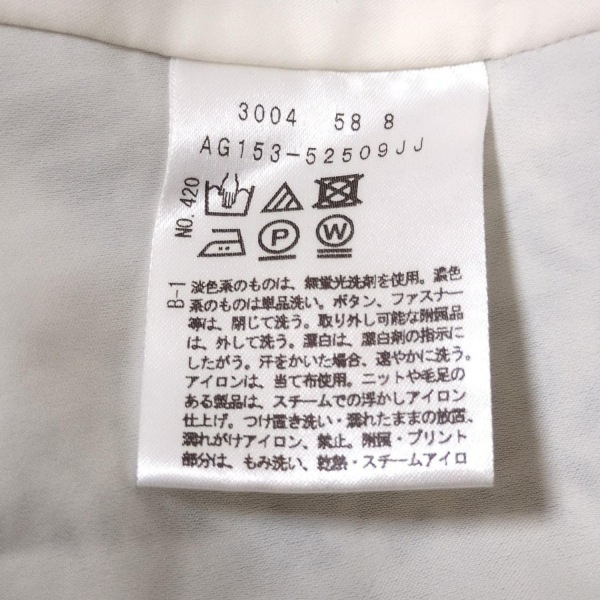 3004 58 8
AG153-52509JJ
NO.420
P W
B-1
淡色系のものは、無蛍光洗剤を使用。濃色
系のものは単品洗い。ボタン、ファスナー
等は、閉じて洗う。取り外し可能な附属品
は、外して洗う。漂白は、漂白剤の指示に
したがう。汗をかいた場合、速やかに洗う。
アイロンは、当て布使用。ニットや毛足の
ある製品は、スチームでの浮かしアイロン
仕上げ。つけ置き洗い・濡れたままの放置、
濡れがけアイロン、禁止。附属・プリント
部分は、もみ洗い、乾熱・スチームアイロ